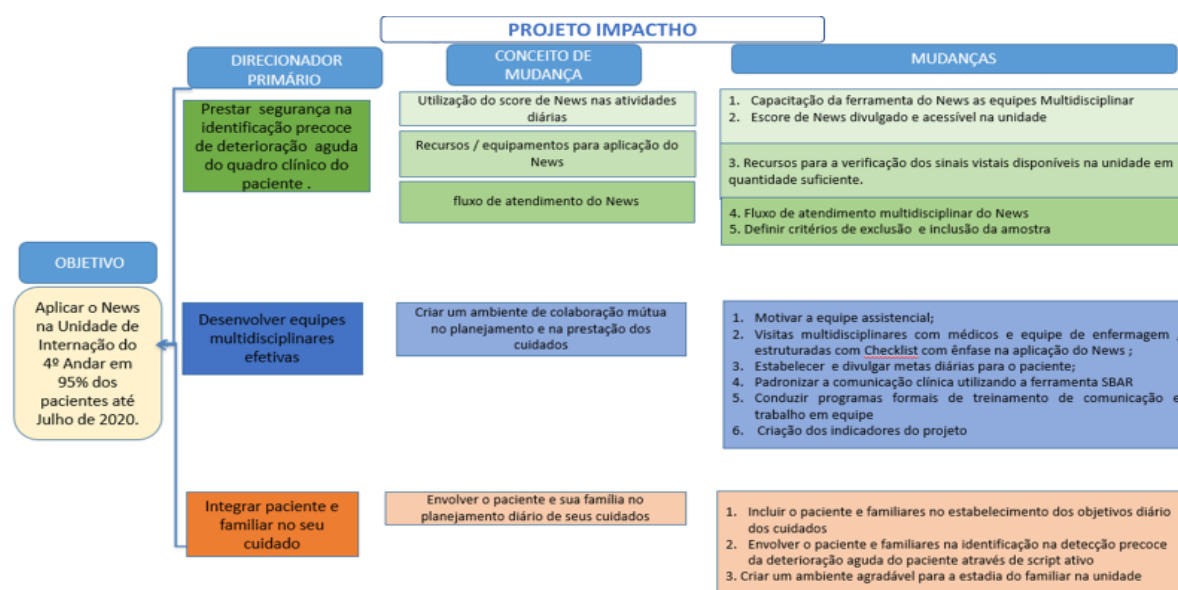 PROJETO IMPACTHO
DIRECIONADOR
PRIMÁRIO
CONCEITO DE
MUDANÇA
MUDANÇAS
Prestar segurança na
identificação precoce
de deterioração aguda
do quadro clínico do
paciente .
Utilização do score de News nas atividades
diárias
Recursos / equipamentos para aplicação do
News
fluxo de atendimento do News
1. Capacitação da ferramenta do News as equipes Multidisciplinar
2. Escore de News divulgado e acessível na unidade
3. Recursos para a verificação dos sinais vistais disponíveis na unidade em
quantidade suficiente.
4. Fluxo de atendimento multidisciplinar do News
5. Definir critérios de exclusão e inclusão da amostra
OBJETIVO
Aplicar o News
na Unidade de
Internação do
4º Andar em
95% dos
pacientes até
Julho de 2020.
Desenvolver equipes
multidisciplinares
efetivas
Criar um ambiente de colaboração mútua
no planejamento e na prestação dos
cuidados
1. Motivar a equipe assistencial;
2. Visitas multidisciplinares com médicos e equipe de enfermagem ,
estruturadas com Checklist com ênfase na aplicação do News ;
3. Estabelecer e divulgar metas diárias para o paciente;
4. Padronizar a comunicação clínica utilizando a ferramenta SBAR
5. Conduzir programas formais de treinamento de comunicação e
trabalho em equipe
6. Criação dos indicadores do projeto
Integrar paciente e
familiar no seu
cuidado
Envolver o paciente e sua família no
planejamento diário de seus cuidados
1. Incluir o paciente e familiares no estabelecimento dos objetivos diário
dos cuidados
2. Envolver o paciente e familiares na identificação na detecção precoce
da deterioração aguda do paciente através de script ativo
3. Criar um ambiente agradável para a estadia do familiar na unidade